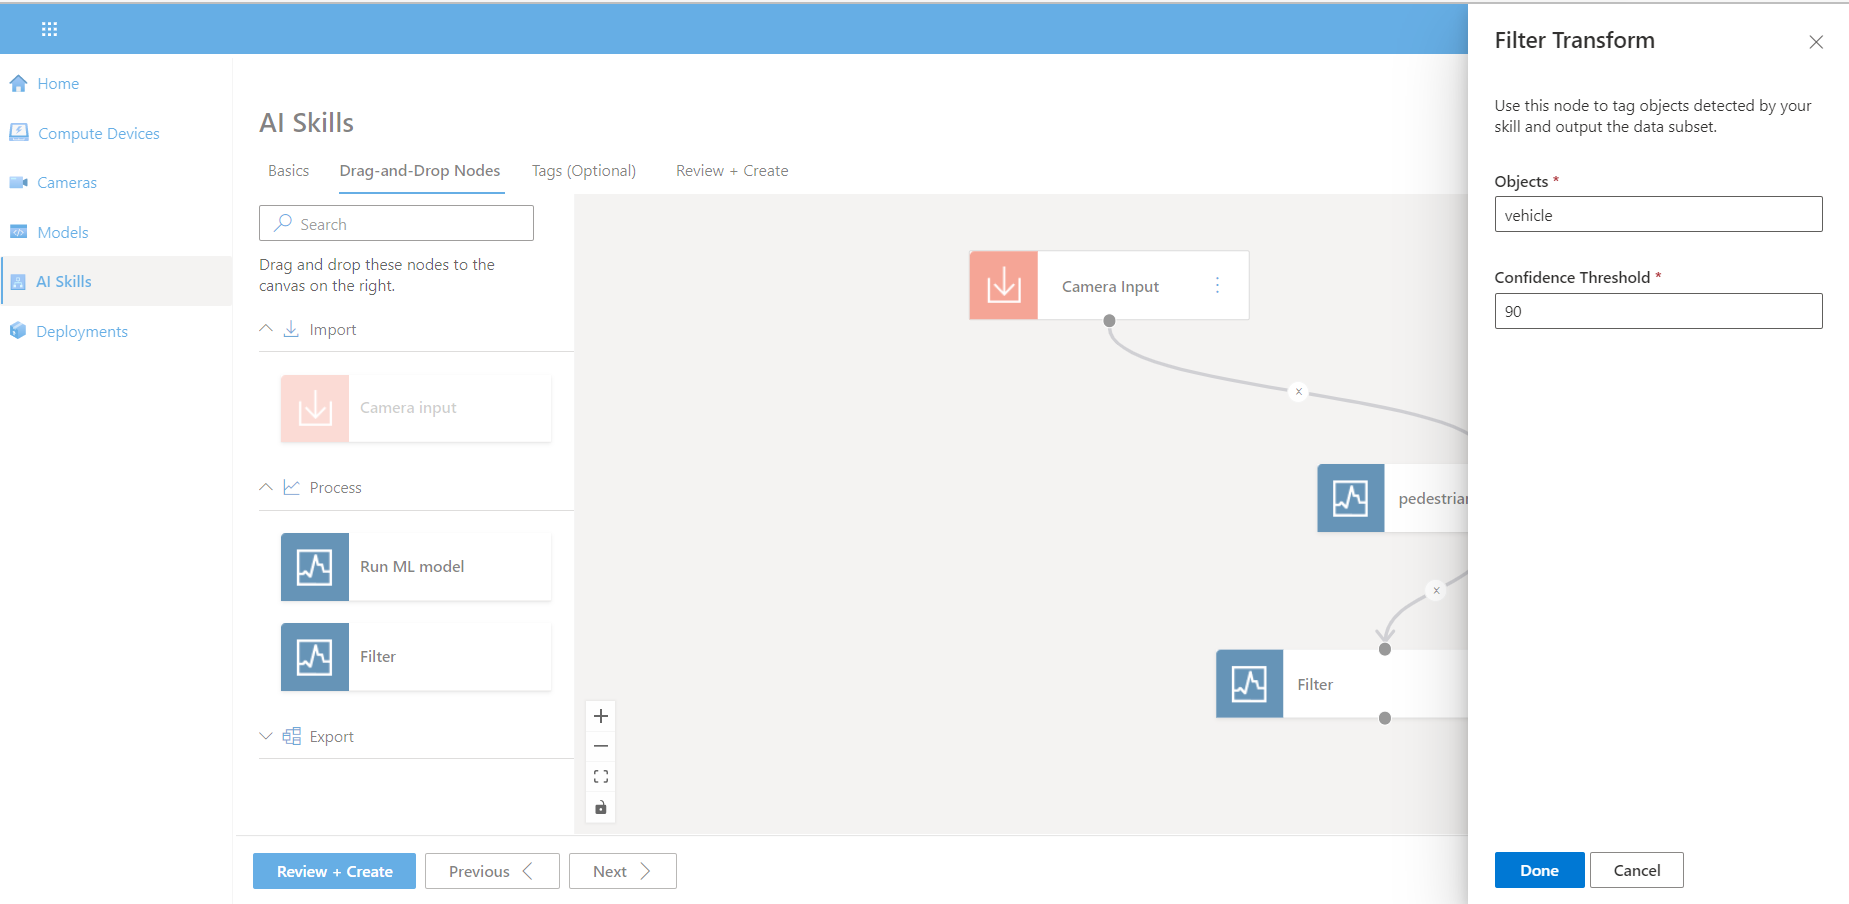 Home
Compute Devices
Cameras
Models
AI Skills
Deployments
AI Skills
Basics
Drag-and-Drop Nodes
Tags (Optional)
Review + Create
Search
Drag and drop these nodes to the
canvas on the right.
Import
Camera input
Process
Run ML model
Filter
Export
Camera Input
x
pedestrian
x
Filter
Review + Create
Previous
Next
Filter Transform
Use this node to tag objects detected by your
skill and output the data subset.
Objects *
vehicle
Confidence Threshold *
90
Done
Cancel